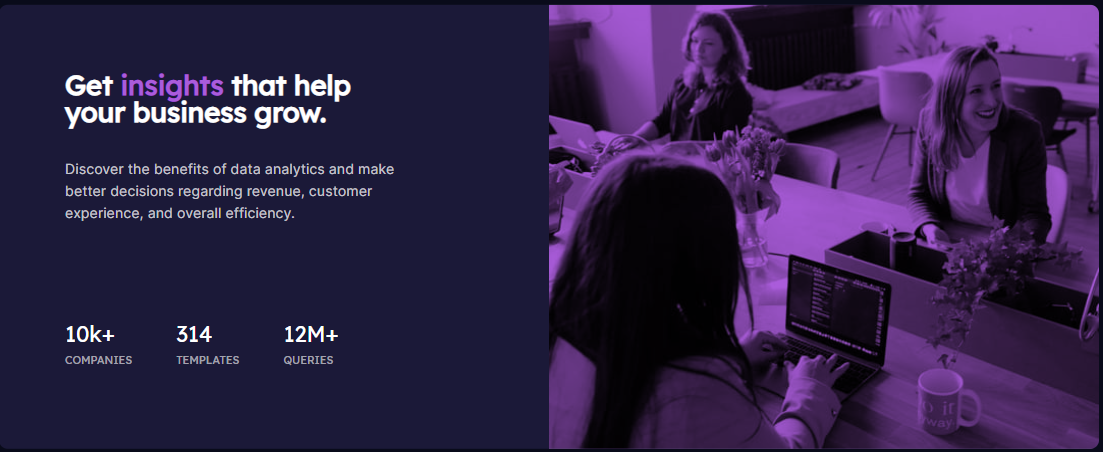 Get insights that help
your business grow.
Discover the benefits of data analytics and make
better decisions regarding revenue, customer
experience, and overall efficiency.
10k+ 314 12M+
COMPANIES TEMPLATES QUERIES
it